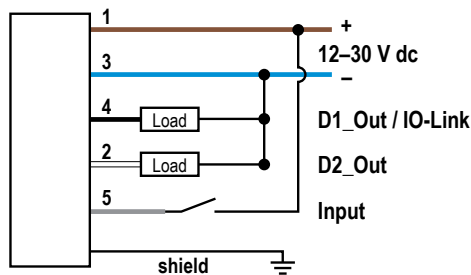 1
+
12–30 V dc
3
–
4
Load
D1_Out / IO-Link
2
Load
D2_Out
5
Input
shield